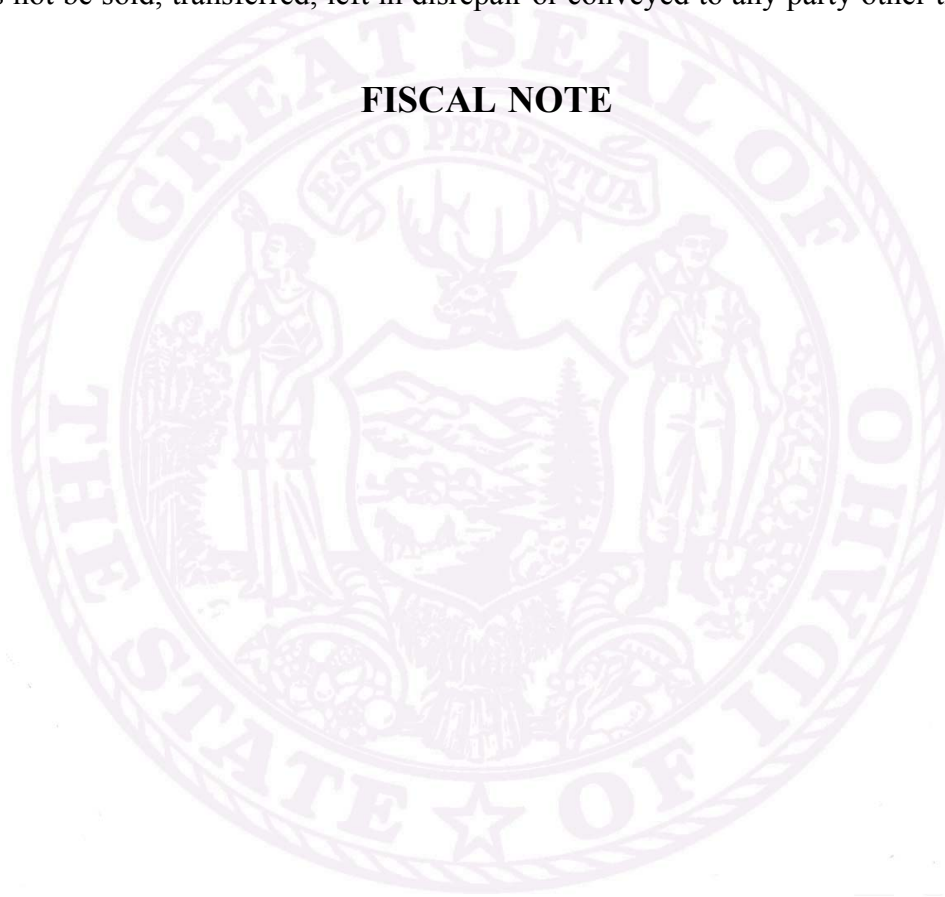 not be sold, transferred, left in disrepair or conveyed to any party other
FISCAL NOTE
GREAT SEAL OF
ESTO PERPETUA
THE STATE OF IDAHO